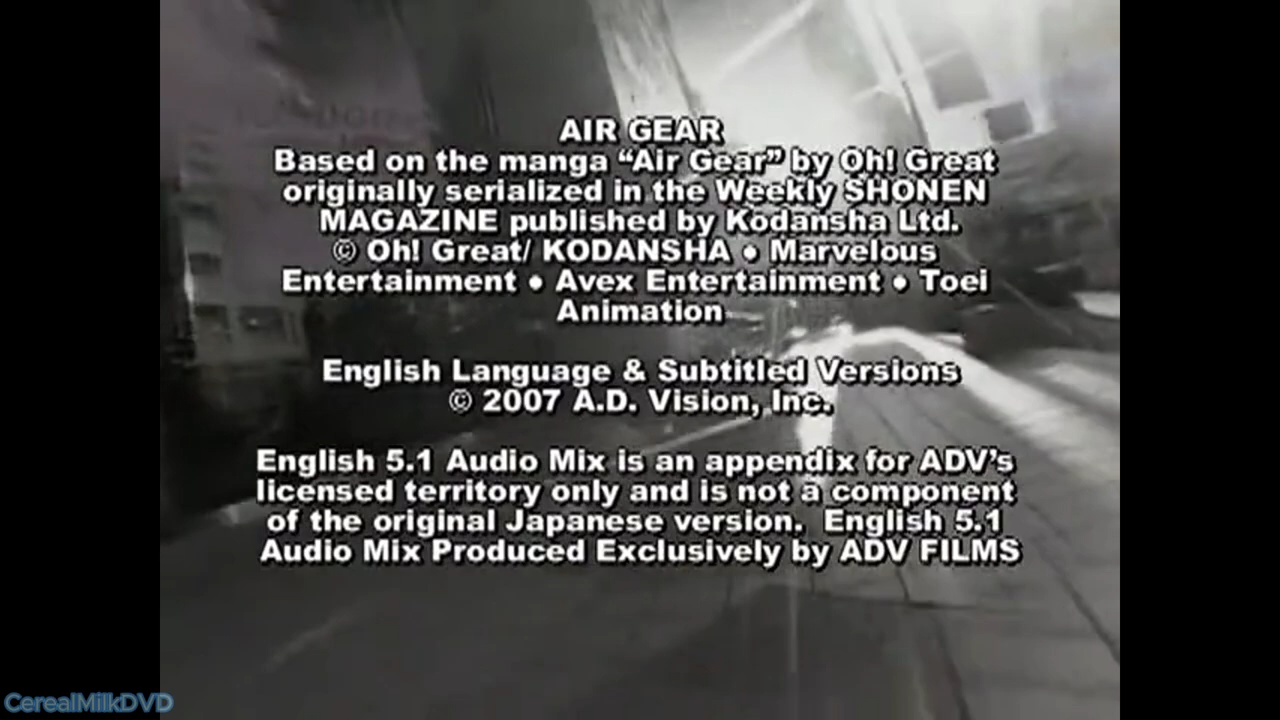 AIR GEAR
Based on the manga “Air Gear” by Oh! Great
originally serialized in the Weekly SHONEN
MAGAZINE published by Kodansha Ltd.
© Oh! Great/ KODANSHA ● Marvelous
Entertainment ● Avex Entertainment ● Toei
Animation
English Language & Subtitled Versions
© 2007 A.D. Vision, Inc.
English 5.1 Audio Mix is an appendix for ADV’s
licensed territory only and is not a component
of the original Japanese version. English 5.1
Audio Mix Produced Exclusively by ADV FILMS
CerealMilkDVD